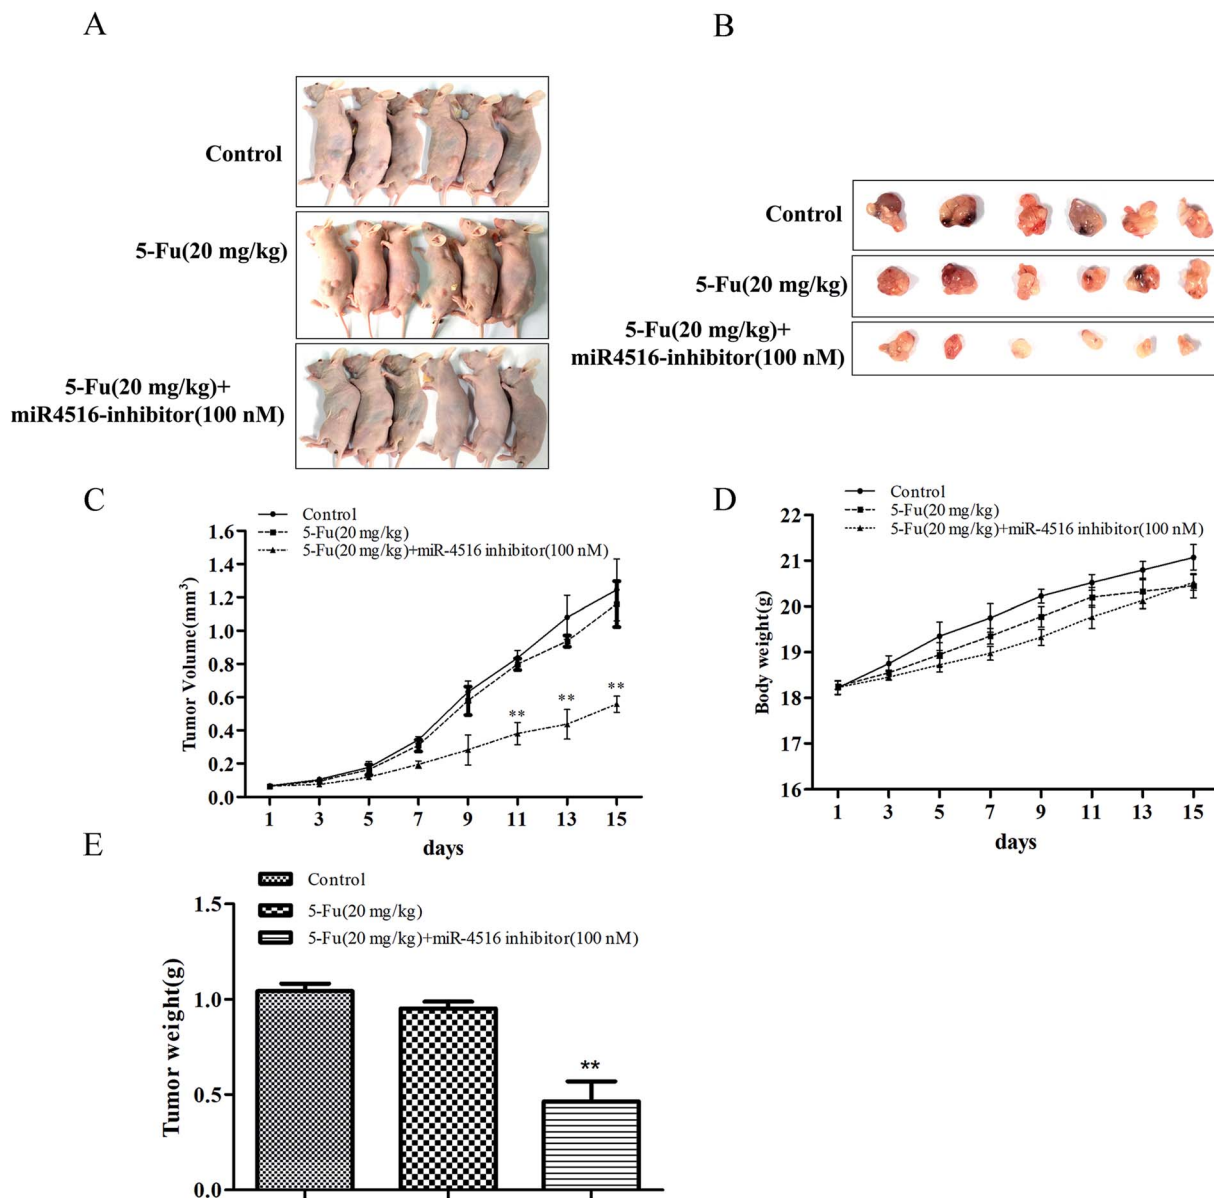 A
Control
5-Fu(20 mg/kg)
5-Fu(20 mg/kg)+
miR4516-inhibitor(100 nM)
B
Control
5-Fu(20 mg/kg)
5-Fu(20 mg/kg)+
miR4516-inhibitor(100 nM)
C
Control
5-Fu(20 mg/kg)
5-Fu(20 mg/kg)+miR-4516 inhibitor(100 nM)
Tumor Volume(mm³)
1.6
1.4
1.2
1.0
0.8
0.6
0.4
0.2
0.0
** ** **
1 3 5 7 9 11 13 15
days
D
Control
5-Fu(20 mg/kg)
5-Fu(20 mg/kg)+miR-4516 inhibitor(100 nM)
Body weight(g)
22
21
20
19
18
17
16
1 3 5 7 9 11 13 15
days
E
Control
5-Fu(20 mg/kg)
5-Fu(20 mg/kg)+miR-4516 inhibitor(100 nM)
Tumor weight(g)
1.5
1.0
0.5
0.0
**